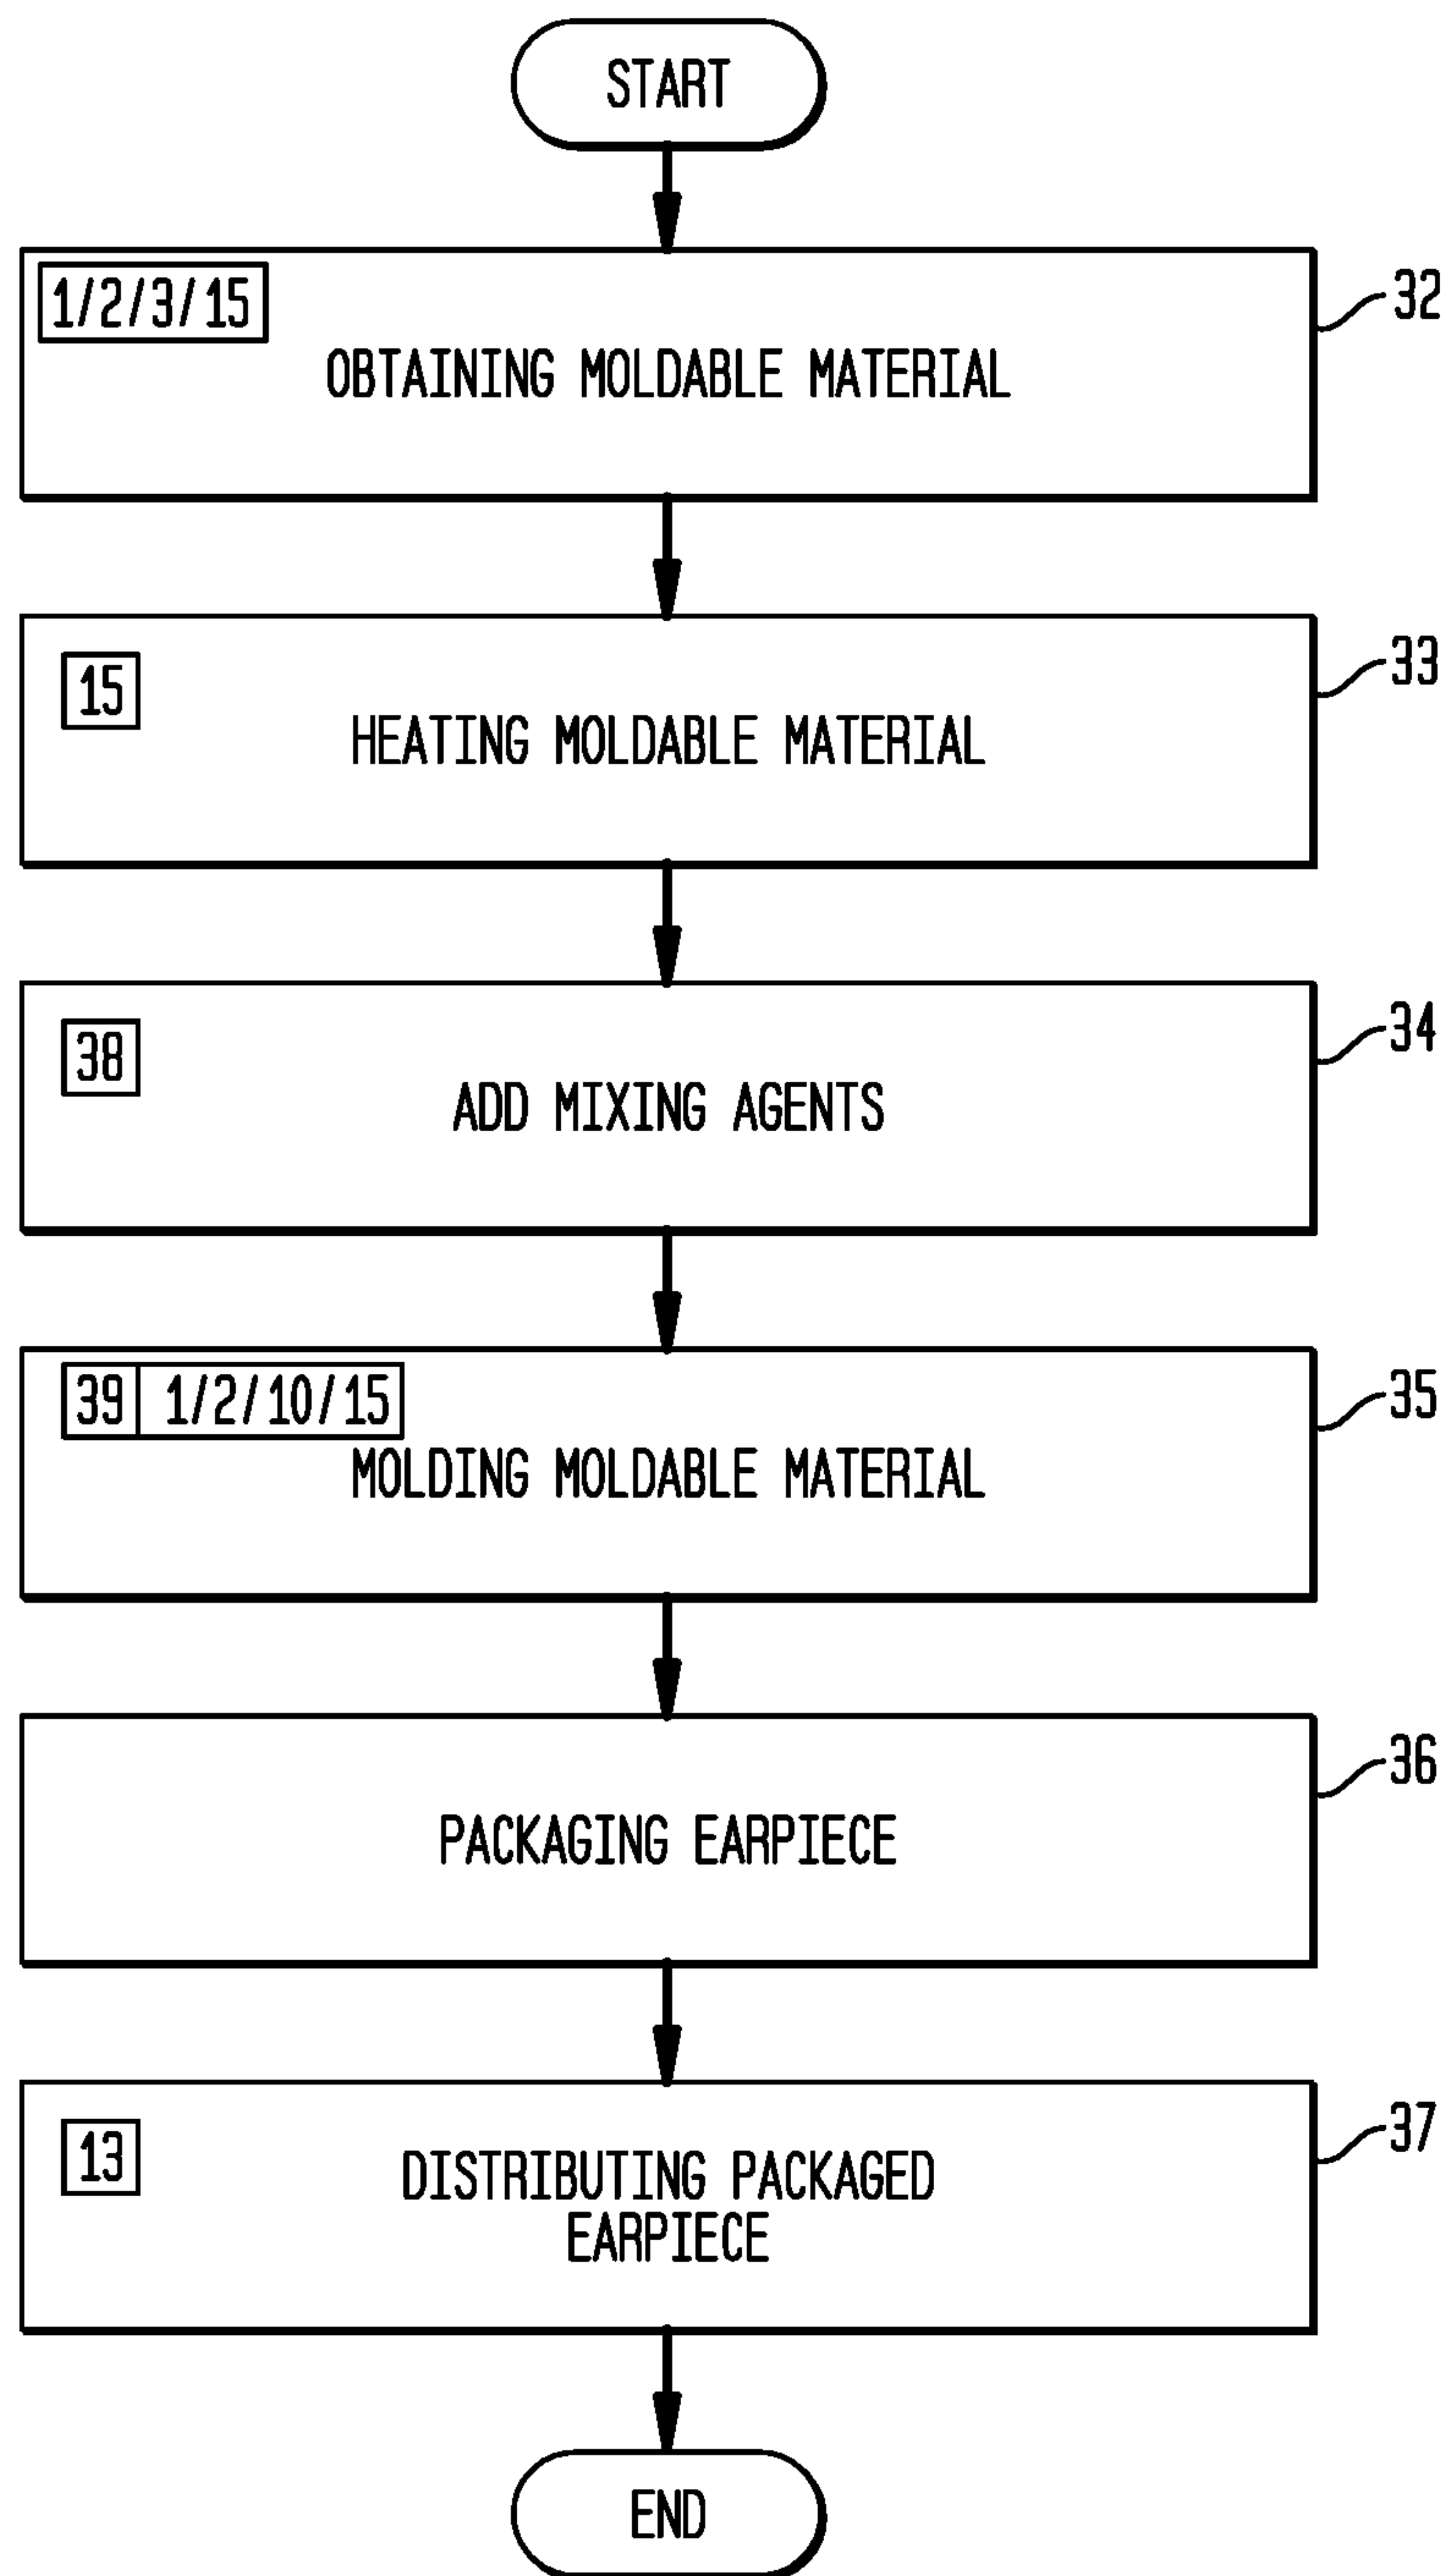 START
1/2/3/15
32
OBTAINING MOLDABLE MATERIAL
15
33
HEATING MOLDABLE MATERIAL
38
34
ADD MIXING AGENTS
39 1/2/10/15
35
MOLDING MOLDABLE MATERIAL
36
PACKAGING EARPIECE
13
37
DISTRIBUTING PACKAGED
EARPIECE
END